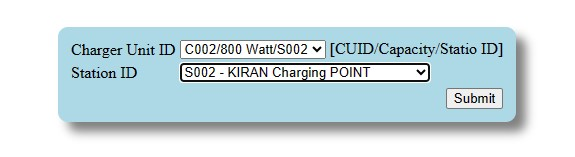 Charger Unit ID C002/800 Watt/S002 [CUID/Capacity/Statio ID]
Station ID S002 - KIRAN Charging POINT
Submit